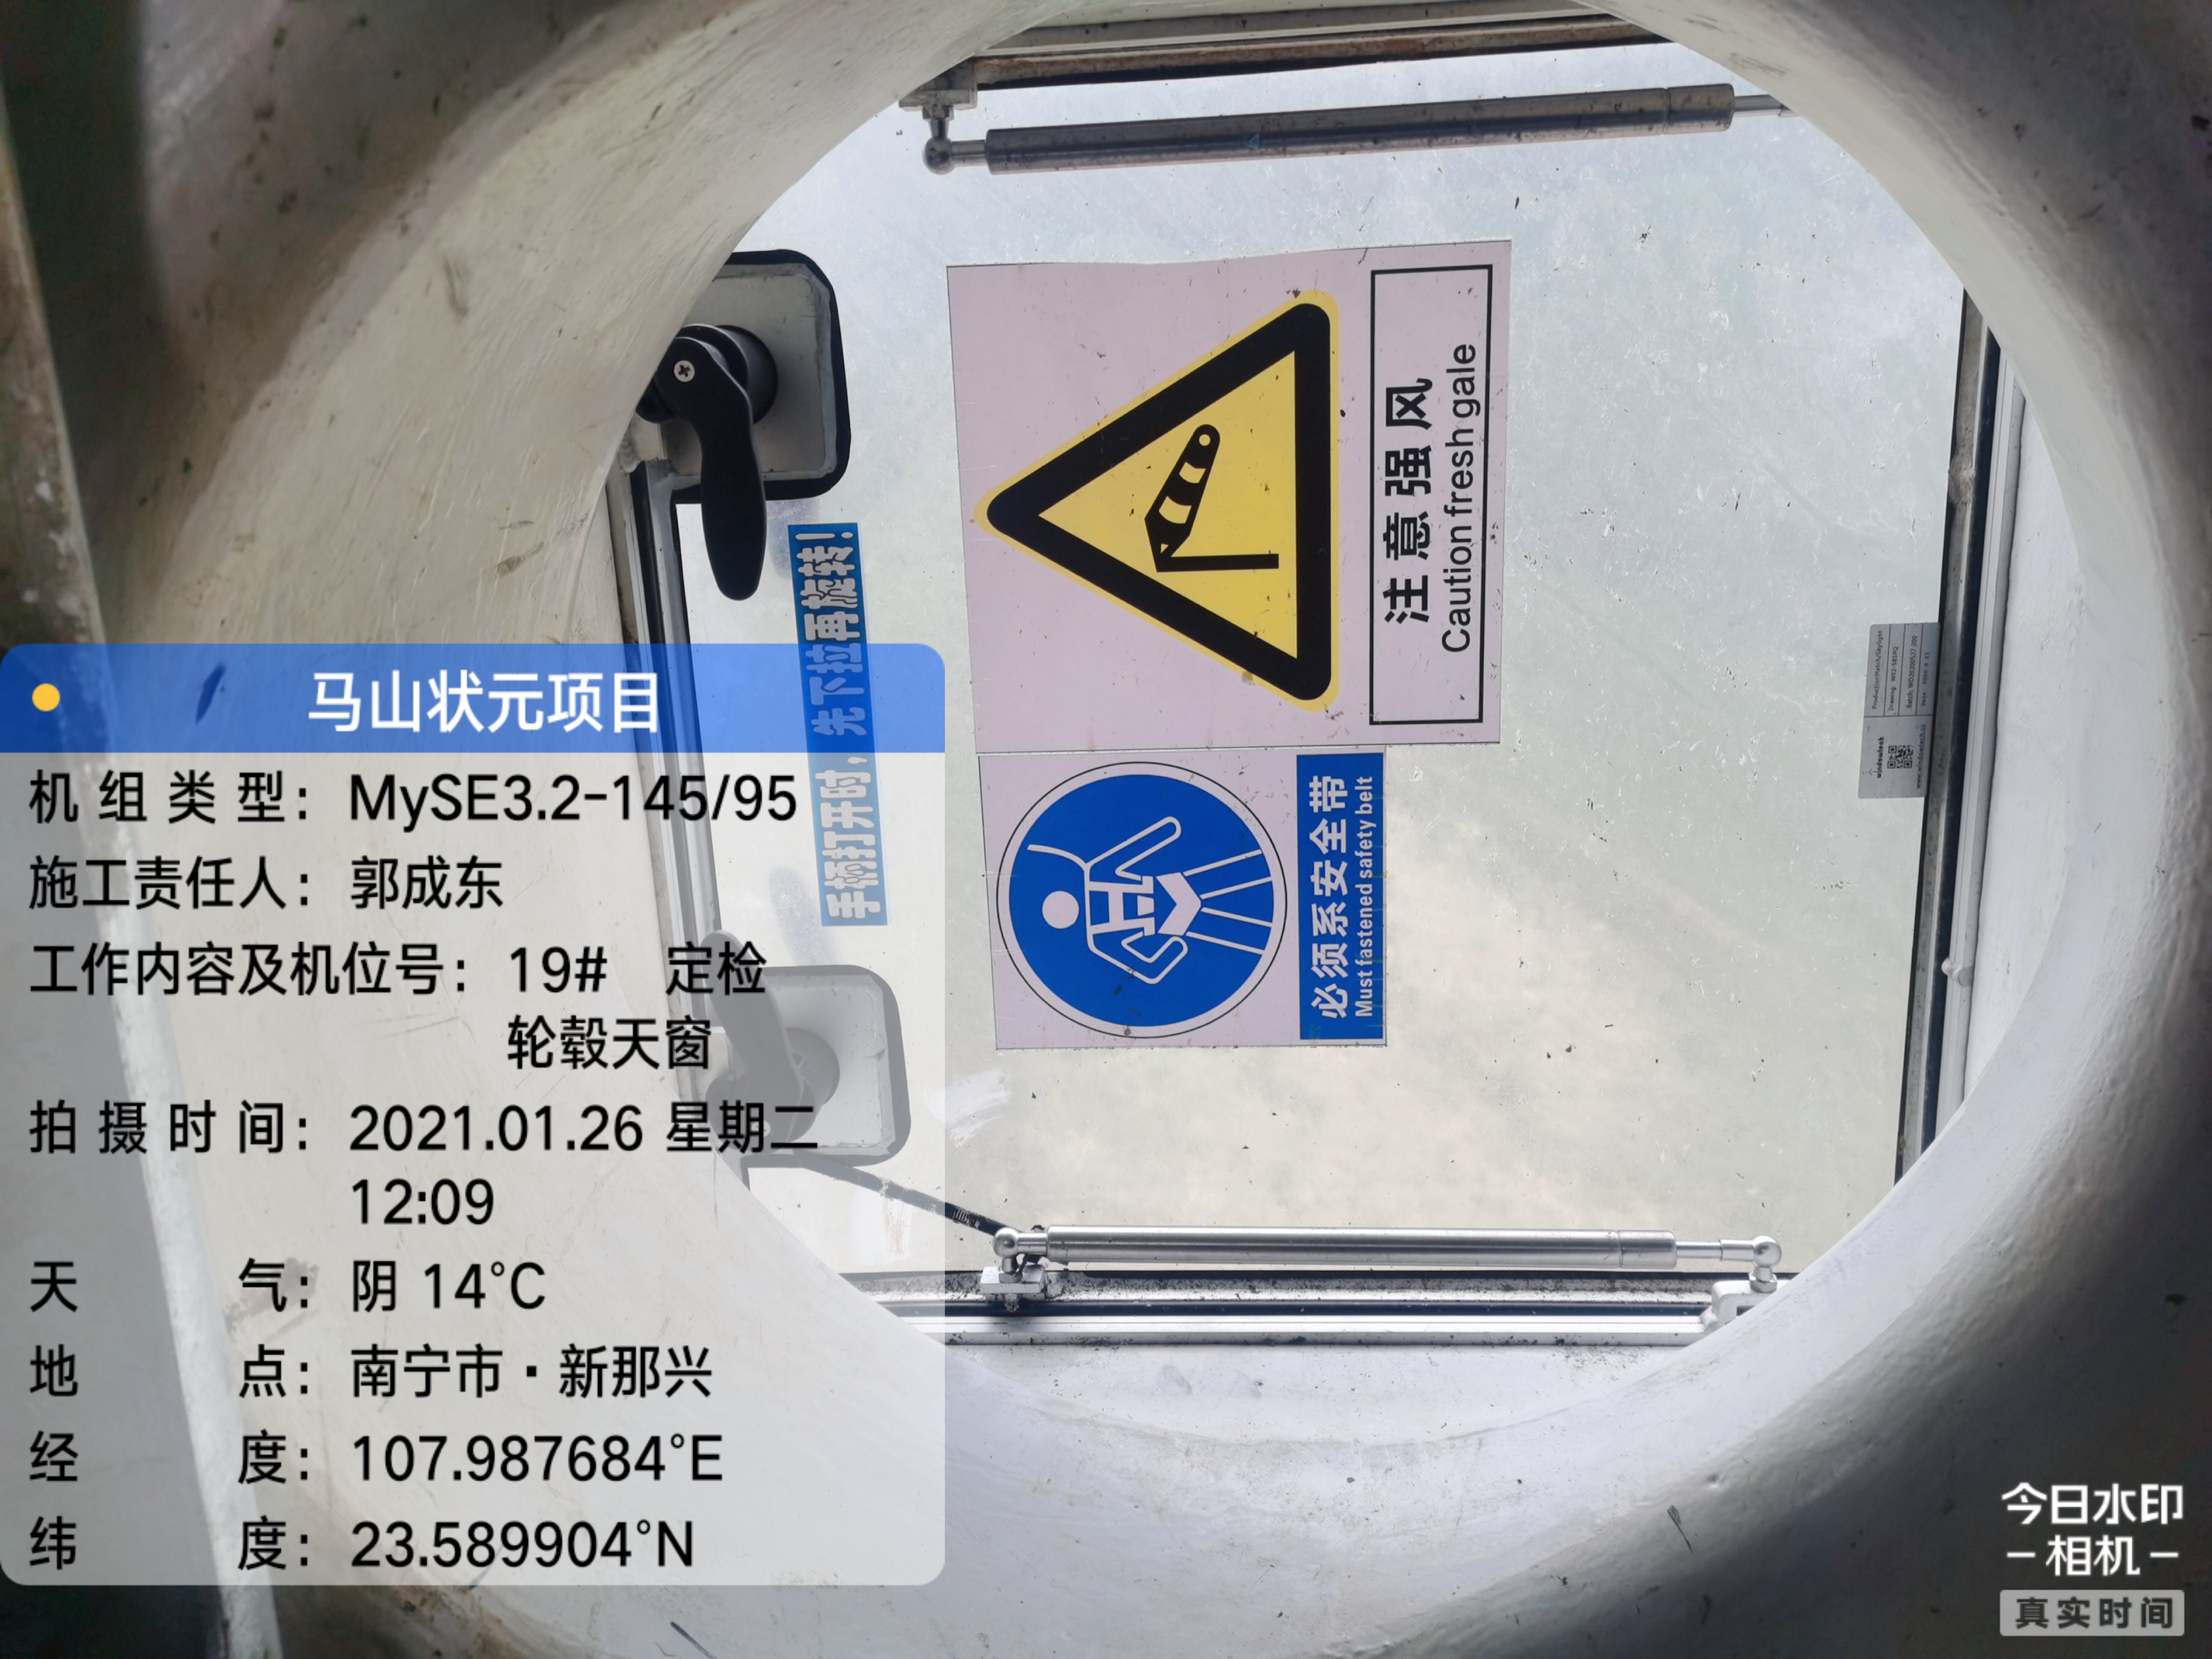 注意强风
Caution fresh gale
必须系安全带
Must fastened safety belt
手柄打开时，先下拉再旋转！
windowtech
马山状元项目
机组类型：MySE3.2-145/95
施工责任人：郭成东
工作内容及机位号：19# 定检
轮毂天窗
拍摄时间：2021.01.26 星期二
12:09
天气：阴 14°C
地点：南宁市·新那兴
经度：107.987684°E
纬度：23.589904°N
今日水印
相机
真实时间